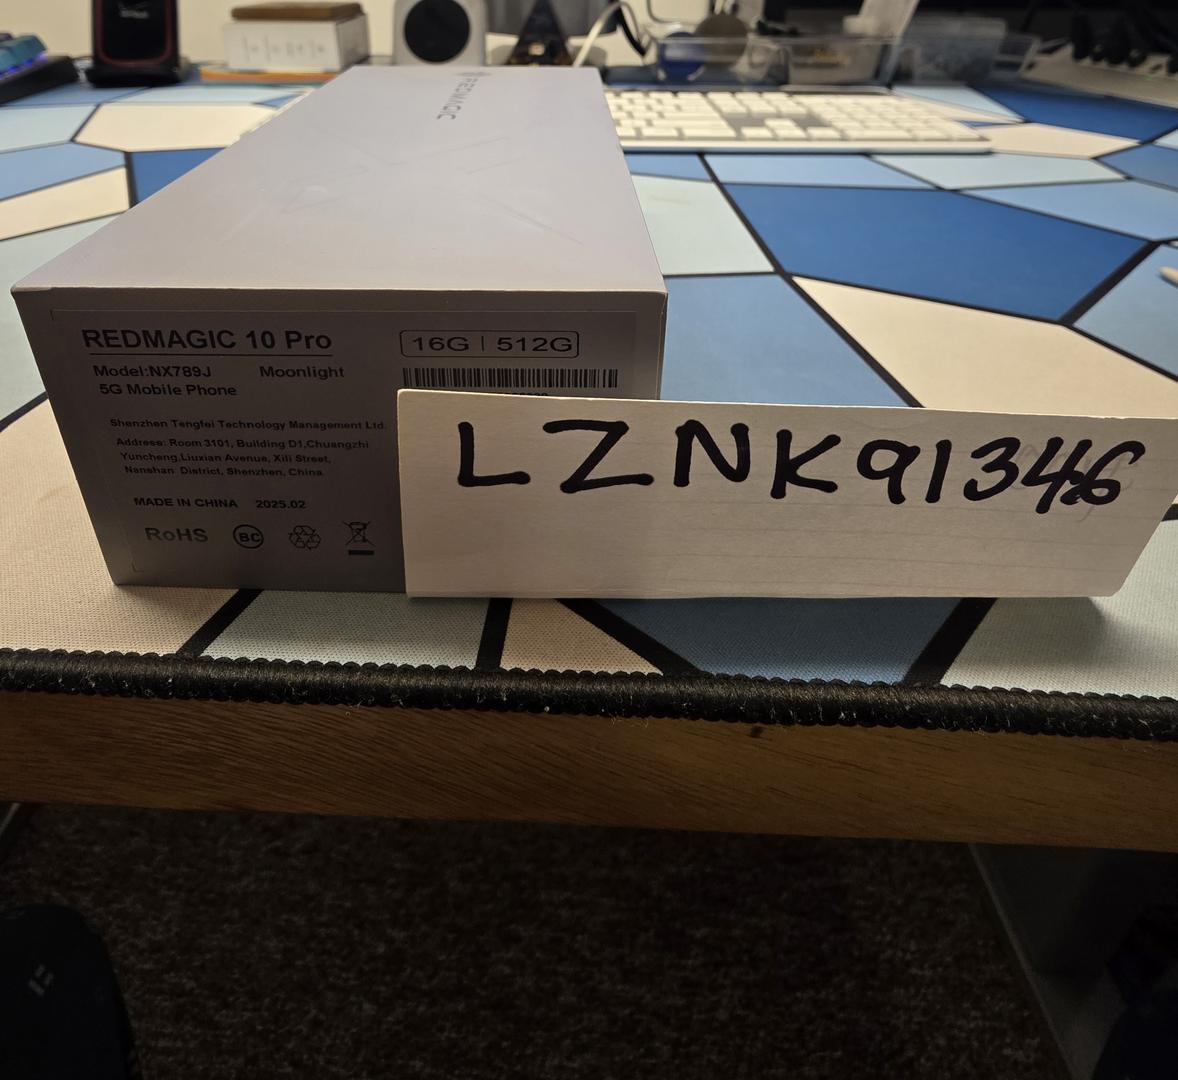 REDMAGIC
REDMAGIC 10 Pro
16G | 512G
Model:NX789J Moonlight
5G Mobile Phone
Shenzhen Tengfei Technology Management Ltd.
Address: Room 3101, Building D1,Chuangzhi
Yuncheng,Liuxian Avenue, Xili Street,
Nanshan District, Shenzhen, China
MADE IN CHINA 2025.02
RoHS BC
LZNK91346